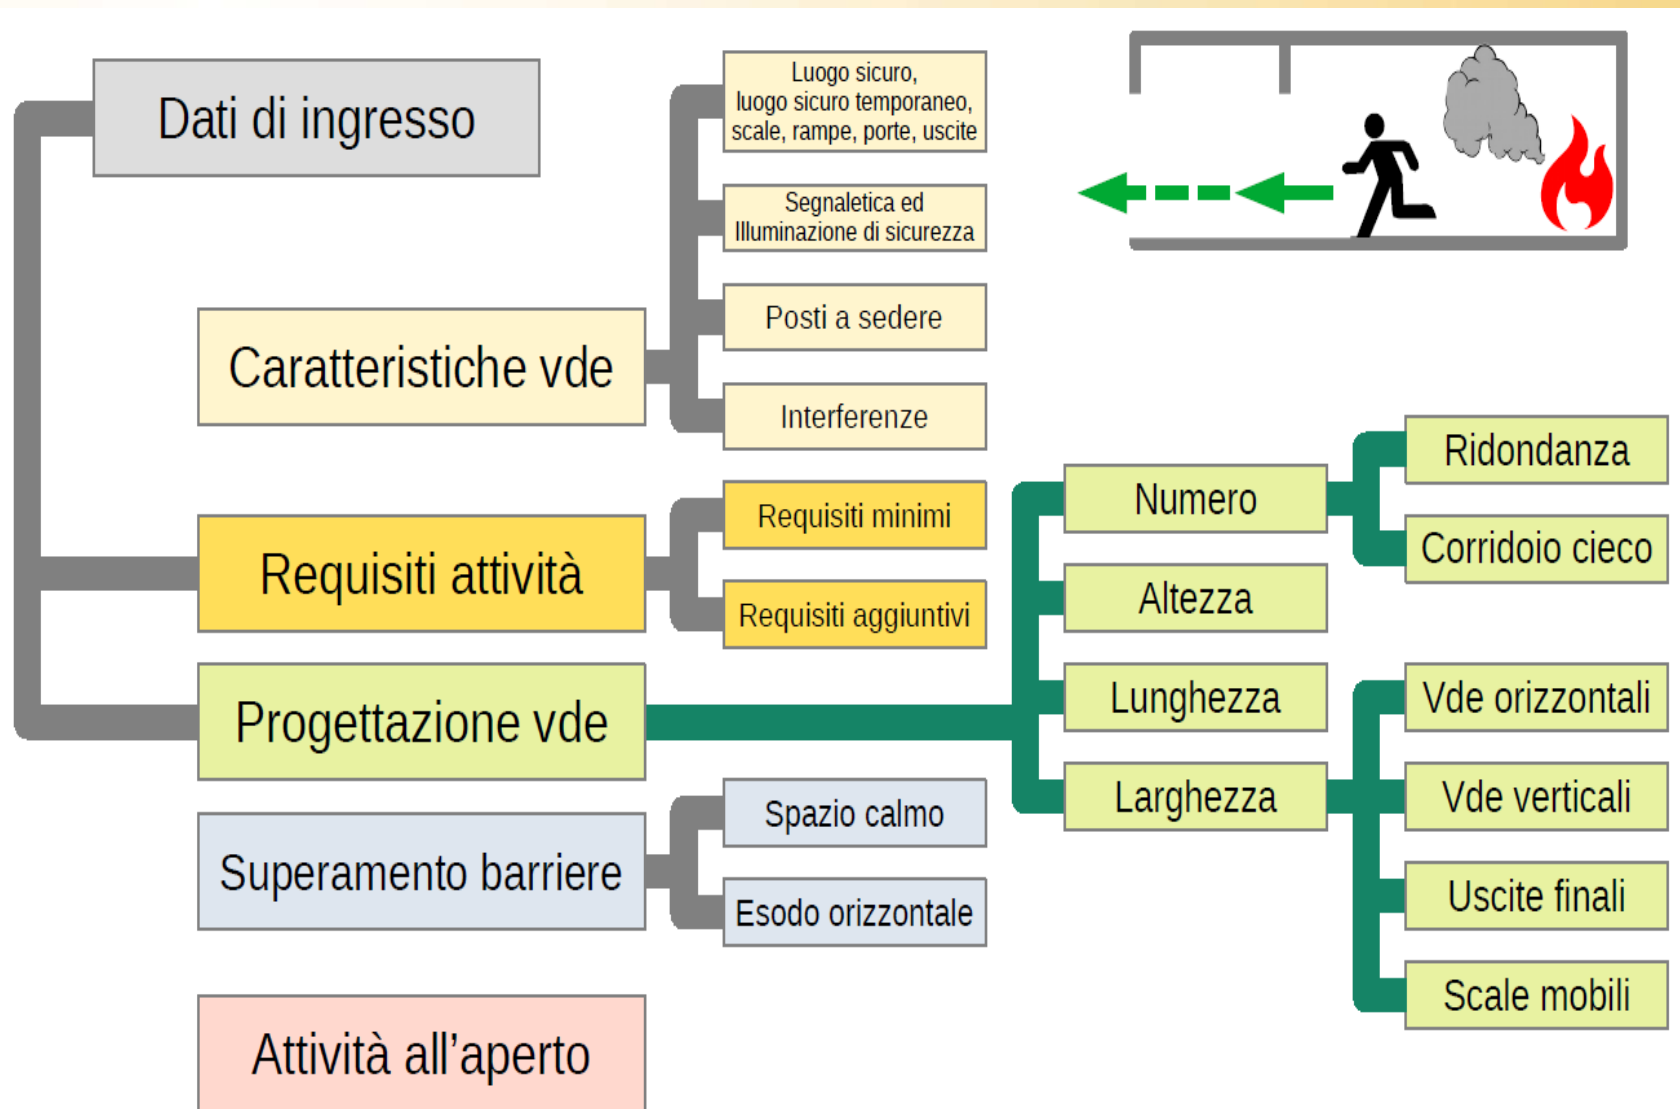 Dati di ingresso
Luogo sicuro,
luogo sicuro temporaneo,
scale, rampe, porte, uscite
Segnaletica ed
Illuminazione di sicurezza
Caratteristiche vde
Posti a sedere
Interferenze
Requisiti attività
Requisiti minimi
Requisiti aggiuntivi
Progettazione vde
Numero
Ridondanza
Corridoio cieco
Altezza
Lunghezza
Larghezza
Vde orizzontali
Vde verticali
Uscite finali
Scale mobili
Superamento barriere
Spazio calmo
Esodo orizzontale
Attività all’aperto